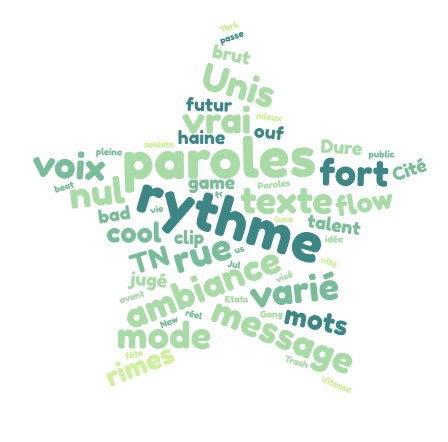 York
passe
brut
Unis
futur
vrai
mieux
haine
ouf
sexiste
Dure
public
pleine
paroles
voix
fort
Cité
beat
nul
game
Paroles
fr
texte
flow
rythme
bad
vie
luxe
talent
cool
clip
idée
TN
rue
us
Jul
vite
jugé
visé
ambiance
varié
avant
Etats
New
réel
Gang
mots
mode
message
fête
rimes
Trash
Vitesse